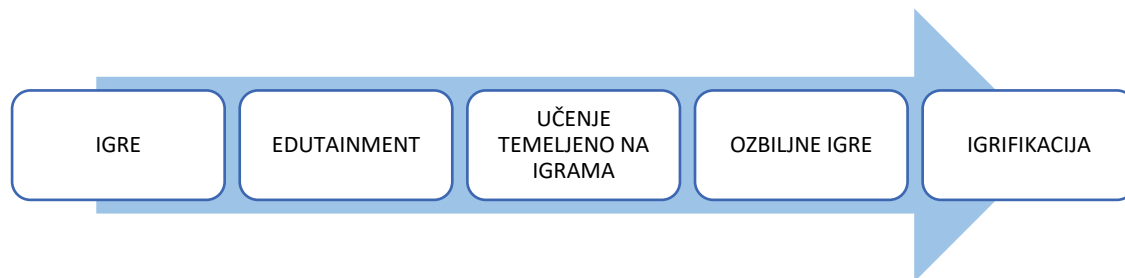 IGRE
EDUTAINMENT
UČENJE
TEMELJENO NA
IGRAMA
OZBILJNE IGRE
IGRIFIKACIJA